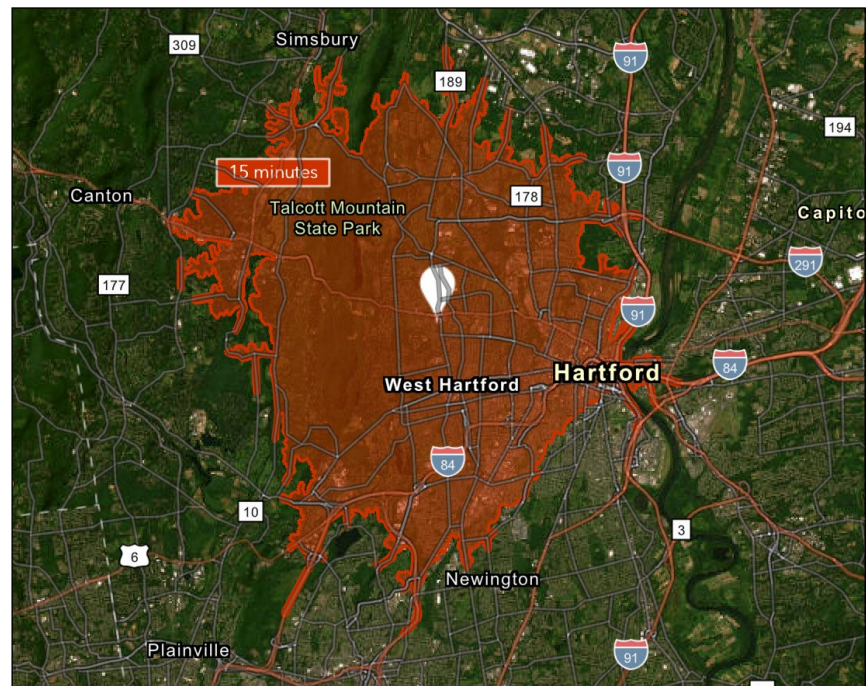 Simsbury
309
91
189
194
91
15 minutes
Canton
178
Talcott Mountain
State Park
Capito
291
177
91
84
Hartford
West Hartford
84
10
3
6
Newington
Plainville
91